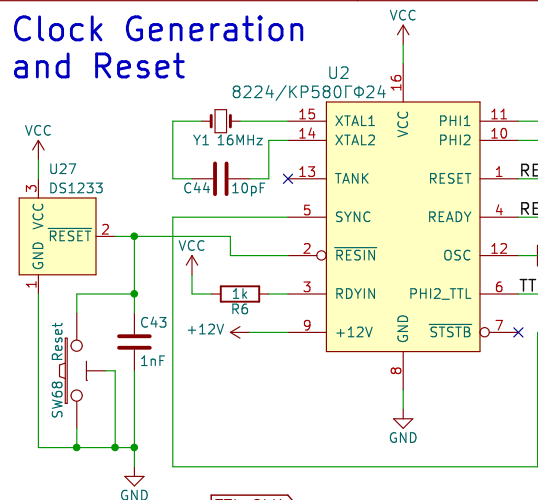 Clock Generation
and Reset
VCC
U2
8224/КР580ГФ24
16
VCC
15
XTAL1
PHI1
11
Y1 16MHz
14
XTAL2
PHI2
10
VCC
U27
DS1233
C44
10pF
13
TANK
RESET
1
RE
3
VCC
5
SYNC
READY
4
RE
RESET
2
VCC
2
RESIN
OSC
12
GND
1
1k
R6
3
RDYIN
PHI2_TTL
6
TT
+12V
9
+12V
GND
STSTB
7
C43
1nF
SW68
Reset
8
GND
GND